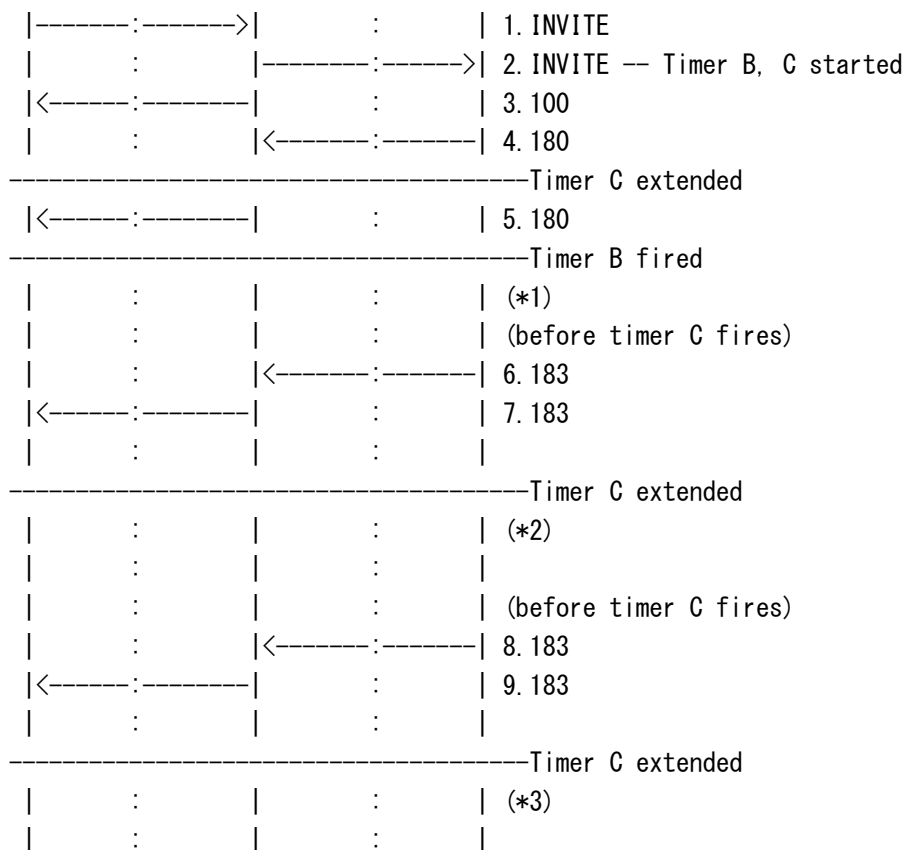 |------:------->|       :      | 1. INVITE
|       :        |-------:----->| 2. INVITE -- Timer B, C started
|<-----:--------|       :      | 3. 100
|       :        |<------:-------| 4. 180
---------------------------------------Timer C extended
|<-----:--------|       :      | 5. 180
---------------------------------------Timer B fired
|       :        |       :      | (*1)
|       :        |       :      | (before timer C fires)
|       :        |<------:-------| 6. 183
|<-----:--------|       :      | 7. 183
|       :        |       :      |
---------------------------------------Timer C extended
|       :        |       :      | (*2)
|       :        |       :      |
|       :        |       :      | (before timer C fires)
|       :        |<------:-------| 8. 183
|<-----:--------|       :      | 9. 183
|       :        |       :      |
---------------------------------------Timer C extended
|       :        |       :      | (*3)
|       :        |       :      |